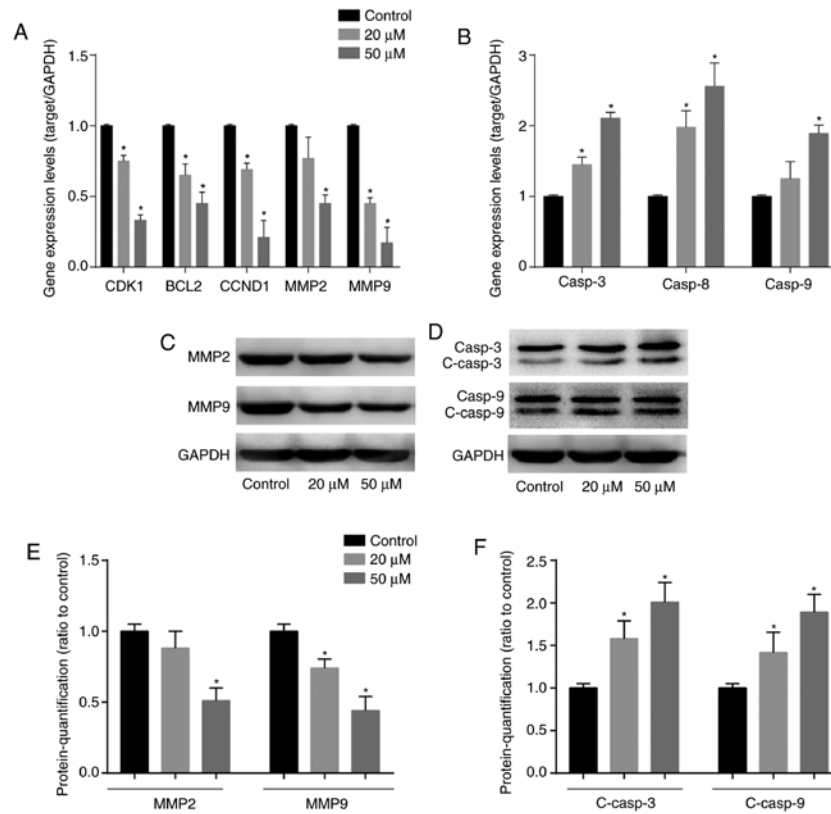 A
Control
20 μM
50 μM
Gene expression levels (target/GAPDH)
1.5
1.0
0.5
0.0
* * * * * * * * *
CDK1 BCL2 CCND1 MMP2 MMP9
B
Gene expression levels (target/GAPDH)
3
2
1
0
* * * * *
Casp-3 Casp-8 Casp-9
C
MMP2
MMP9
GAPDH
Control 20 μM 50 μM
D
Casp-3
C-casp-3
Casp-9
C-casp-9
GAPDH
Control 20 μM 50 μM
E
Control
20 μM
50 μM
Protein-quantification (ratio to control)
1.5
1.0
0.5
0.0
* * *
MMP2 MMP9
F
Protein-quantification (ratio to control)
2.5
2.0
1.5
1.0
0.5
0.0
* * * *
C-casp-3 C-casp-9